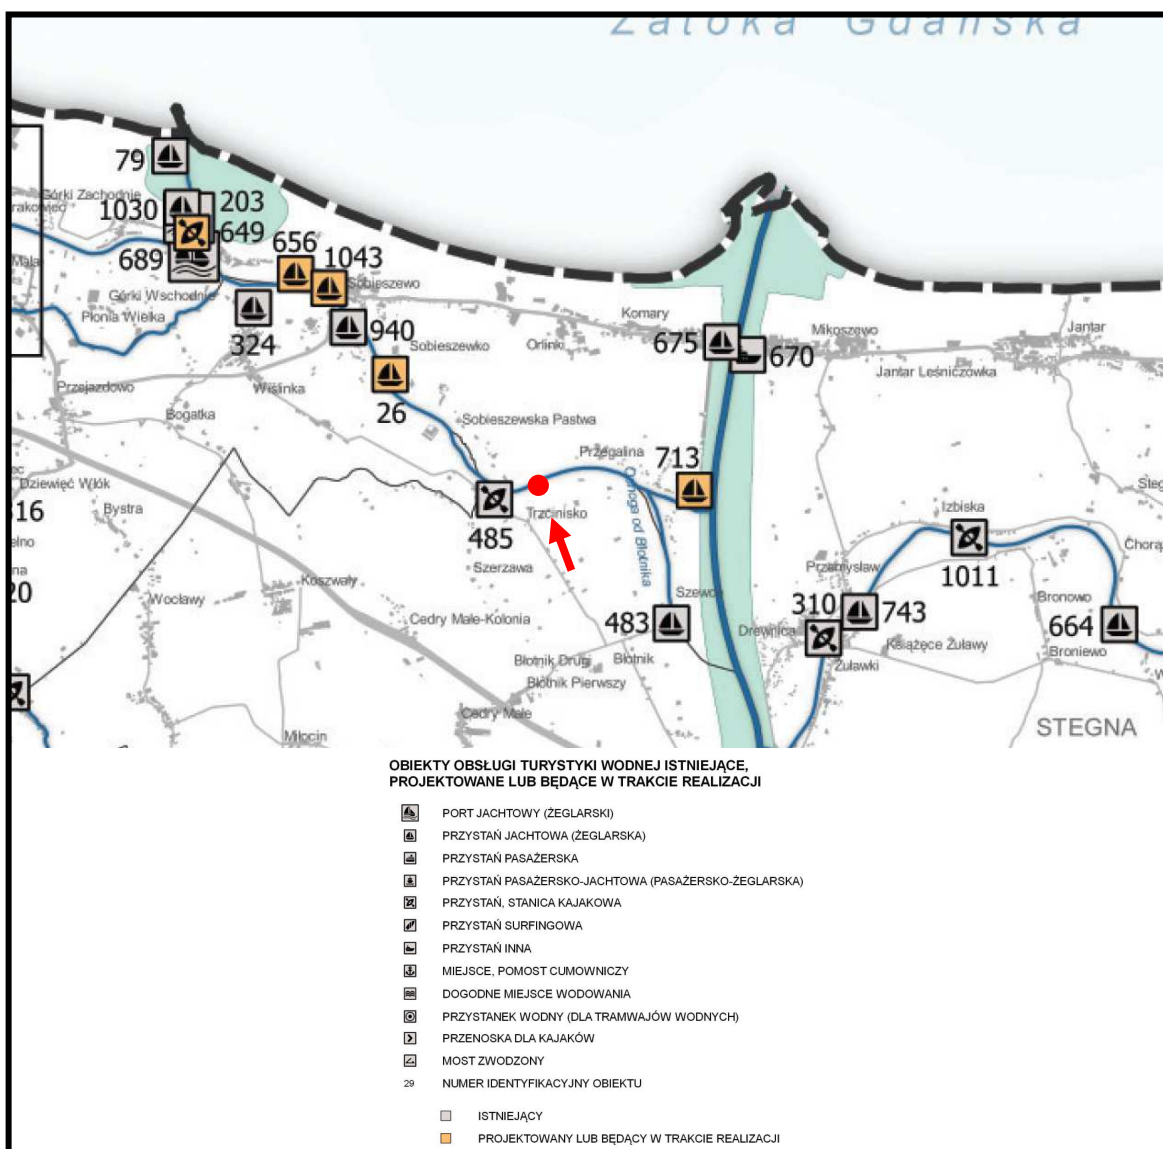 Zatoka Gdańska
79
Górki Zachodnie
1030
203
649
689
656
1043
Sobieszewo
Górki Wschodnie
Płonia Wielka
324
940
Sobieszewko
Orlinki
Komary
675
670
Mikoszewo
Jantar
Jantar Leśniczówka
Przejazdowo
Wiślinka
26
Bogatka
Sobieszewska Pastwa
Przegalina
713
Dziewięć Włók
Bystra
485
Trzcinisko
Izbiska
1011
Szerzawa
Przemysław
Koszwały
Wocławy
Cedry Małe-Kolonia
483
Drewnica
310
743
Bronowo
664
Książęce Żuławy
Broniewo
Żuławki
Błotnik Drugi
Błotnik
Błotnik Pierwszy
Cedry Małe
Miłocin
STEGNA
OBIEKTY OBSŁUGI TURYSTYKI WODNEJ ISTNIEJĄCE,
PROJEKTOWANE LUB BĘDĄCE W TRAKCIE REALIZACJI
PORT JACHTOWY (ŻEGLARSKI)
PRZYSTAŃ JACHTOWA (ŻEGLARSKA)
PRZYSTAŃ PASAŻERSKA
PRZYSTAŃ PASAŻERSKO-JACHTOWA (PASAŻERSKO-ŻEGLARSKA)
PRZYSTAŃ, STANICA KAJAKOWA
PRZYSTAŃ SURFINGOWA
PRZYSTAŃ INNA
MIEJSCE, POMOST CUMOWNICZY
DOGODNE MIEJSCE WODOWANIA
PRZYSTANEK WODNY (DLA TRAMWAJÓW WODNYCH)
PRZENOSKA DLA KAJAKÓW
MOST ZWODZONY
29 NUMER IDENTYFIKACYJNY OBIEKTU
ISTNIEJĄCY
PROJEKTOWANY LUB BĘDĄCY W TRAKCIE REALIZACJI